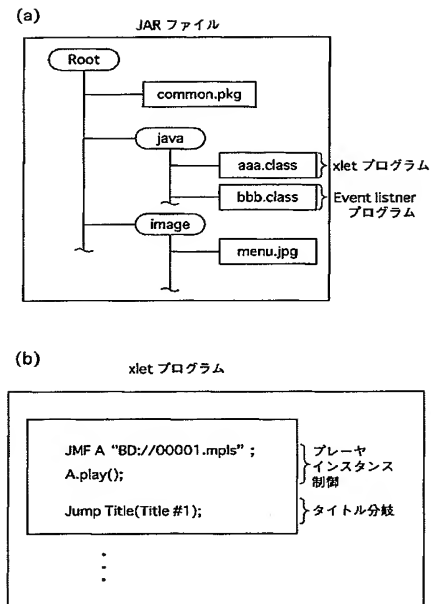 (a)
JAR ファイル
Root
common.pkg
java
aaa.class
xlet プログラム
bbb.class
Event listner
プログラム
image
menu.jpg
(b)
xlet プログラム
JMF A “BD://00001.mpls” ;
A.play();
プレーヤ
インスタンス
制御
Jump Title(Title #1);
タイトル分岐